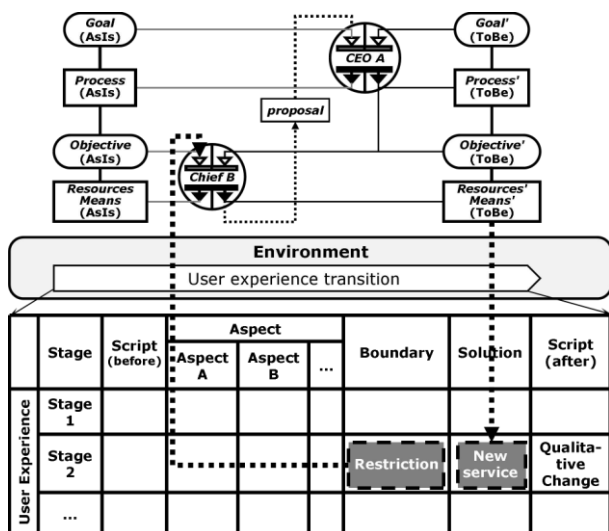 Goal
(AsIs)
CEO A
Goal'
(ToBe)
Process
(AsIs)
Process'
(ToBe)
proposal
Objective
(AsIs)
Objective'
(ToBe)
Chief B
Resources
Means
(AsIs)
Resources'
Means'
(ToBe)
Environment
User experience transition
Stage
Script
(before)
Aspect
Aspect
A
Aspect
B
...
Boundary
Solution
Script
(after)
User Experience
Stage
1
Stage
2
Restriction
New
service
Qualita-
tive
Change
...